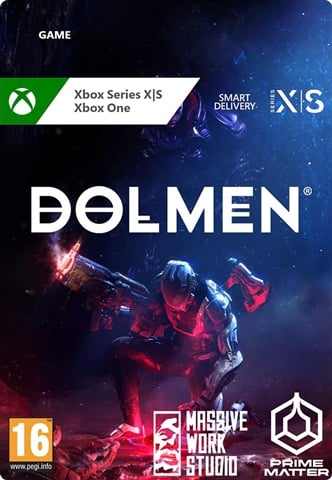 GAME
Xbox Series X|S
Xbox One
SMART
DELIVERY
SERIES
X|S
DOLMEN®
16
www.pegi.info
MASSIVE
WORK
STUDIO
PRIME
MATTER